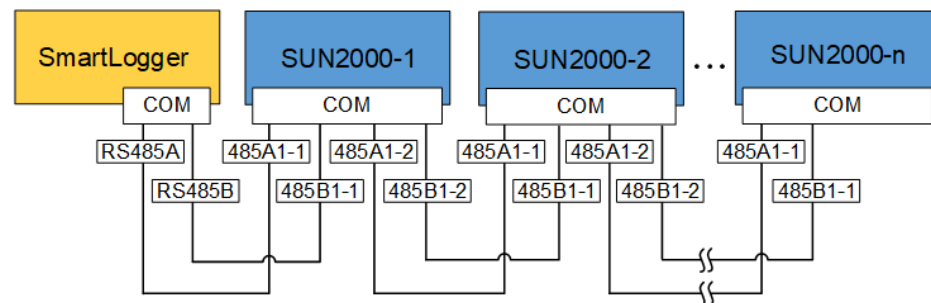 SmartLogger
SUN2000-1
SUN2000-2
...
SUN2000-n
COM
COM
COM
COM
RS485A
485A1-1
485A1-2
485A1-1
485A1-2
485A1-1
RS485B
485B1-1
485B1-2
485B1-1
485B1-2
485B1-1